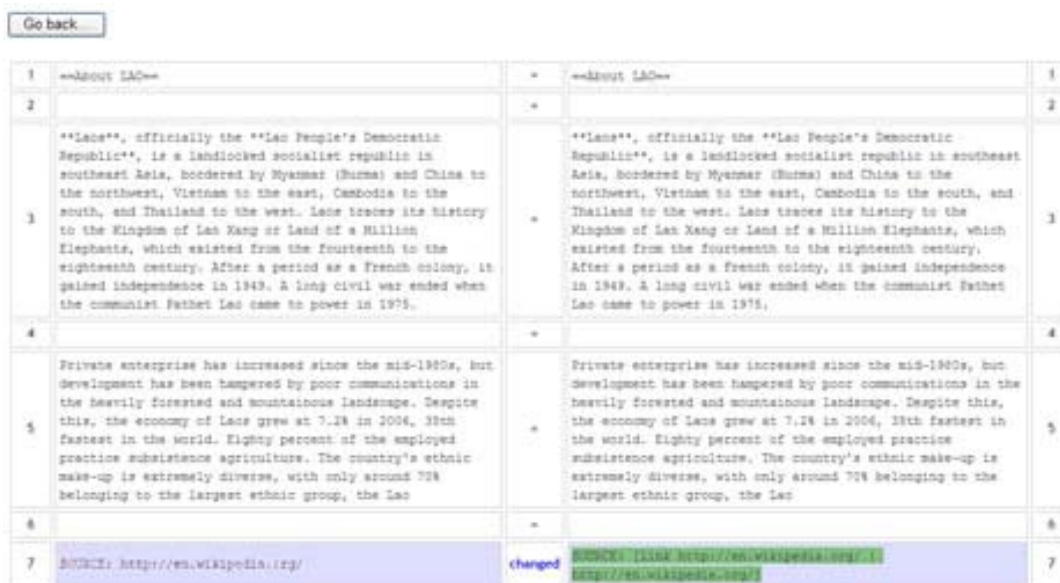 Go back...
1 ==About LAO== = ==About LAO== 1
2 = 2
**Laos**, officially the **Lao People's Democratic
Republic**, is a landlocked socialist republic in
southeast Asia, bordered by Myanmar (Burma) and China to
the northwest, Vietnam to the east, Cambodia to the
south, and Thailand to the west. Laos traces its history
to the Kingdom of Lan Xang or Land of a Million
Elephants, which existed from the fourteenth to the
eighteenth century. After a period as a French colony, it
gained independence in 1949. A long civil war ended when
the communist Pathet Lao came to power in 1975.
3 = 3
**Laos**, officially the **Lao People's Democratic
Republic**, is a landlocked socialist republic in southeast
Asia, bordered by Myanmar (Burma) and China to the
northwest, Vietnam to the east, Cambodia to the south, and
Thailand to the west. Laos traces its history to the
Kingdom of Lan Xang or Land of a Million Elephants, which
existed from the fourteenth to the eighteenth century.
After a period as a French colony, it gained independence
in 1949. A long civil war ended when the communist Pathet
Lao came to power in 1975.
4 = 4
Private enterprise has increased since the mid-1980s, but
development has been hampered by poor communications in
the heavily forested and mountainous landscape. Despite
this, the economy of Laos grew at 7.2% in 2006, 35th
fastest in the world. Eighty percent of the employed
practice subsistence agriculture. The country's ethnic
make-up is extremely diverse, with only around 70%
belonging to the largest ethnic group, the Lao
5 = 5
Private enterprise has increased since the mid-1980s, but
development has been hampered by poor communications in the
heavily forested and mountainous landscape. Despite this,
the economy of Laos grew at 7.2% in 2006, 35th fastest in
the world. Eighty percent of the employed practice
subsistence agriculture. The country's ethnic make-up is
extremely diverse, with only around 70% belonging to the
largest ethnic group, the Lao
6 = 6
7 SOURCE: http://en.wikipedia.org/ changed SOURCE: [link http://en.wikipedia.org/ | 7
http://en.wikipedia.org/]